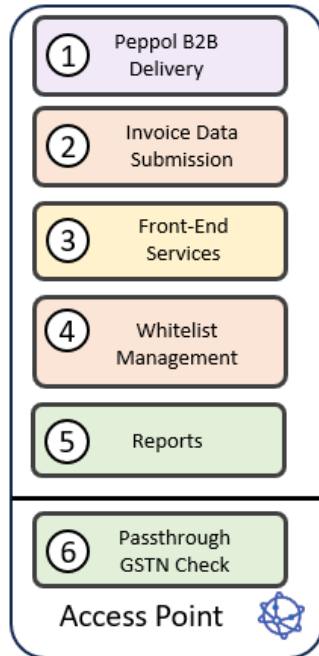 1
Peppol B2B
Delivery
2
Invoice Data
Submission
3
Front-End
Services
4
Whitelist
Management
5
Reports
6
Passthrough
GSTN Check
Access Point